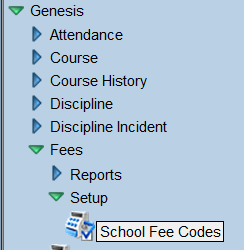 Genesis
Attendance
Course
Course History
Discipline
Discipline Incident
Fees
Reports
Setup
School Fee Codes